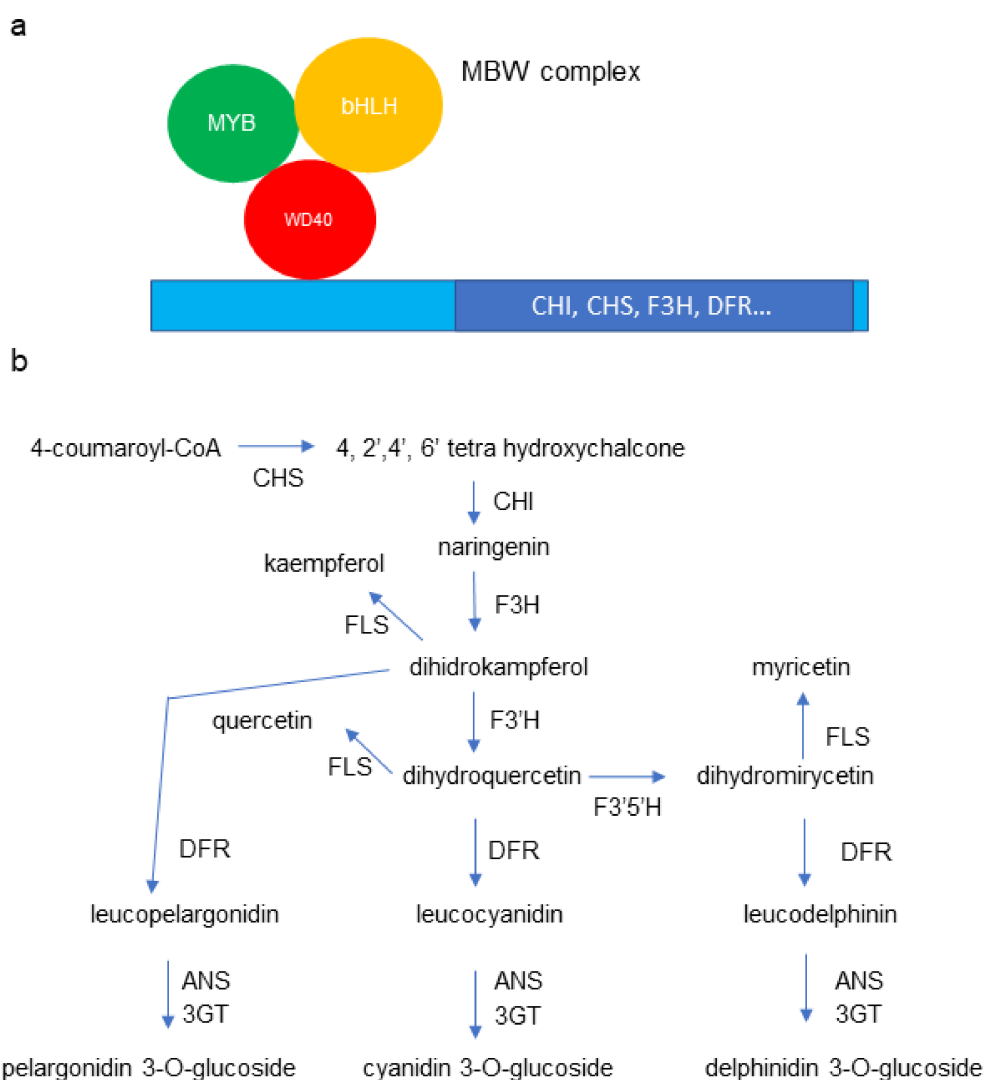 a
MBW complex
MYB
bHLH
WD40
CHI, CHS, F3H, DFR...
b
4-coumaroyl-CoA
CHS
4, 2’,4’, 6’ tetra hydroxychalcone
CHI
naringenin
kaempferol
F3H
FLS
dihidrokampferol
myricetin
quercetin
F3’H
FLS
FLS
dihydroquercetin
dihydromirycetin
F3’5’H
DFR
DFR
DFR
leucopelargonidin
leucocyanidin
leucodelphinin
ANS
3GT
ANS
3GT
ANS
3GT
pelargonidin 3-O-glucoside
cyanidin 3-O-glucoside
delphinidin 3-O-glucoside